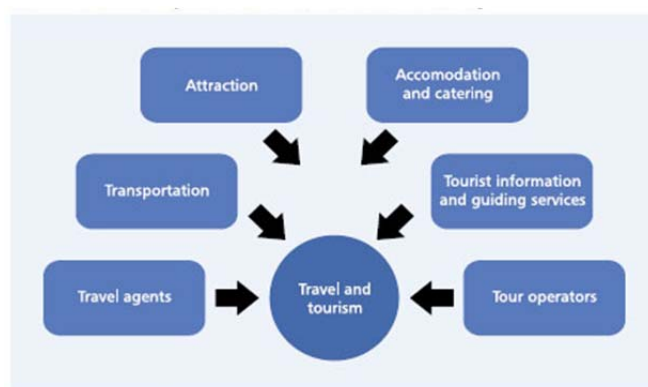 Attraction
Accomodation
and catering
Transportation
Tourist information
and guiding services
Travel agents
Travel and
tourism
Tour operators